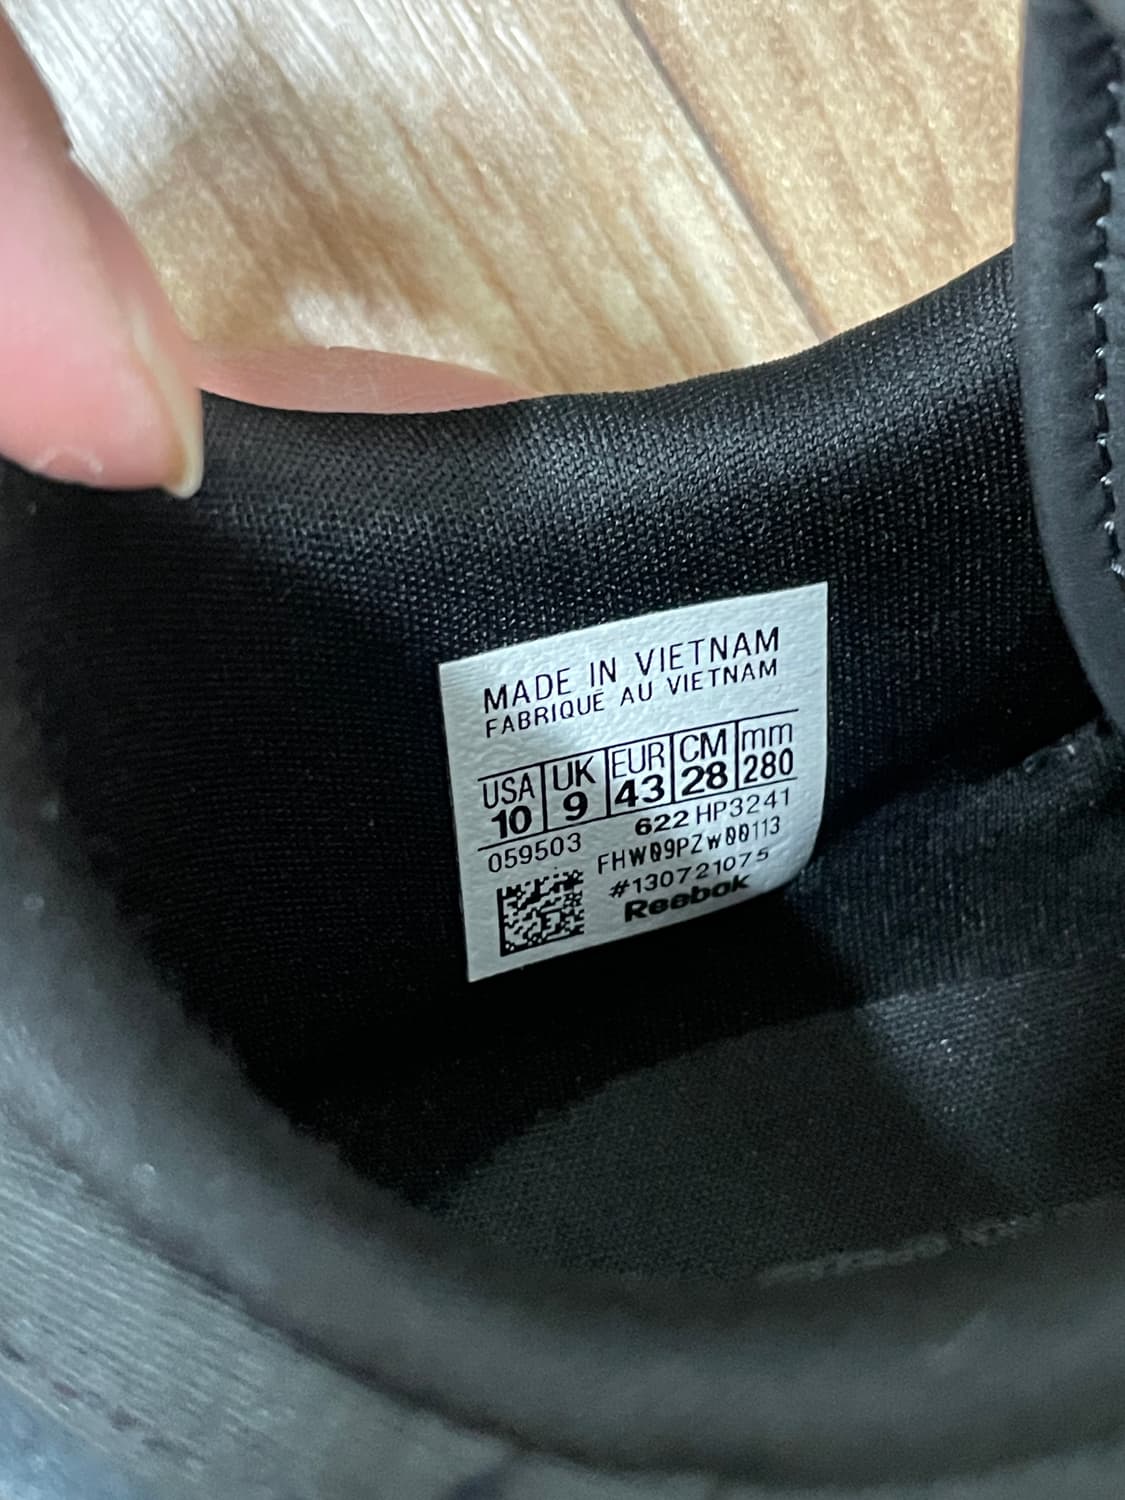 MADE IN VIETNAM
FABRIQUÉ AU VIETNAM
USA UK EUR CM mm
10 9 43 28 280
059503 622 HP3241
FHW09PZw00113
#130721075
Reebok